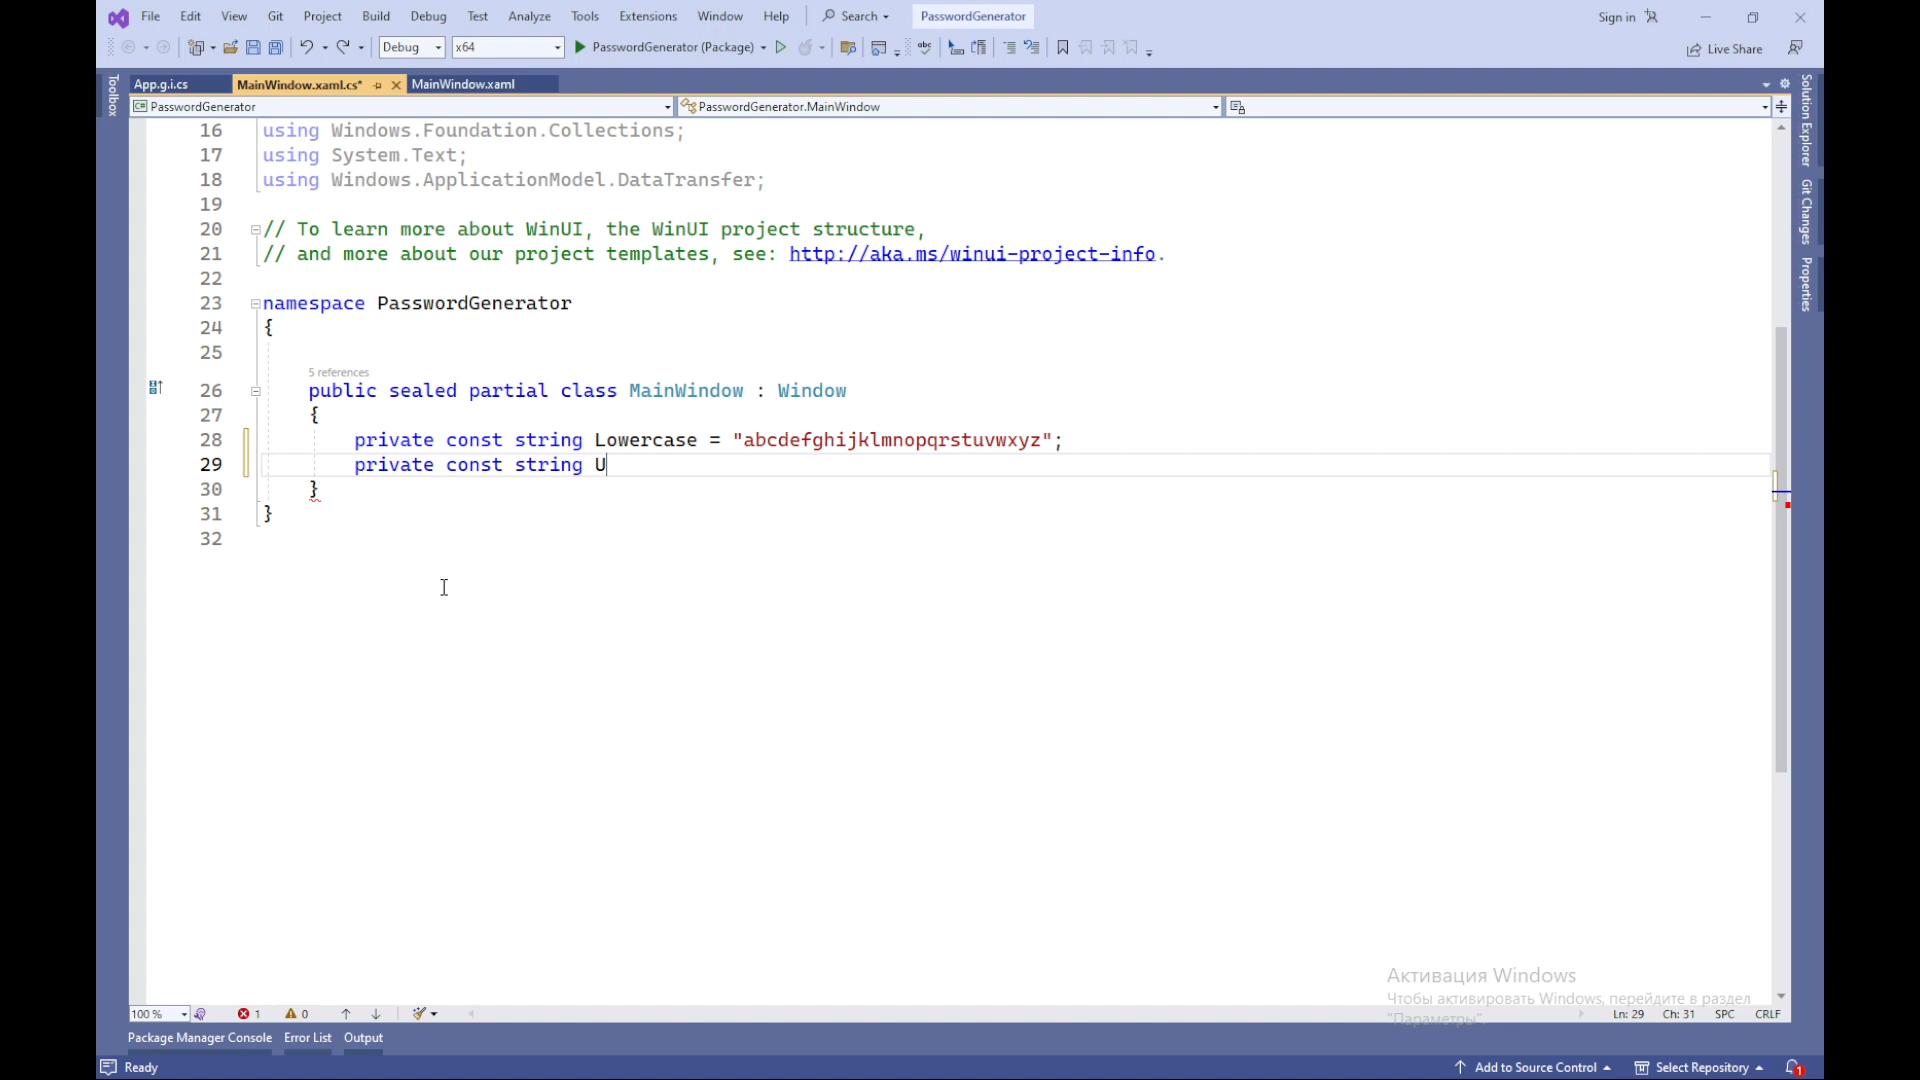 File Edit View Git Project Build Debug Test Analyze Tools Extensions Window Help Search PasswordGenerator Sign in
Debug x64 PasswordGenerator (Package) Live Share
App.g.i.cs MainWindow.xaml.cs* MainWindow.xaml
PasswordGenerator PasswordGenerator.MainWindow
Toolbox
Solution Explorer
Git Changes
Properties
16 using Windows.Foundation.Collections;
17 using System.Text;
18 using Windows.ApplicationModel.DataTransfer;
19
20 // To learn more about WinUI, the WinUI project structure,
21 // and more about our project templates, see: http://aka.ms/winui-project-info.
22
23 namespace PasswordGenerator
24 {
25
5 references
26 public sealed partial class MainWindow : Window
27 {
28 private const string Lowercase = "abcdefghijklmnopqrstuvwxyz";
29 private const string U
30 }
31 }
32
Активация Windows
Чтобы активировать Windows, перейдите в раздел
"Параметры".
100 % 1 0 Ln: 29 Ch: 31 SPC CRLF
Package Manager Console Error List Output
Ready Add to Source Control Select Repository 1